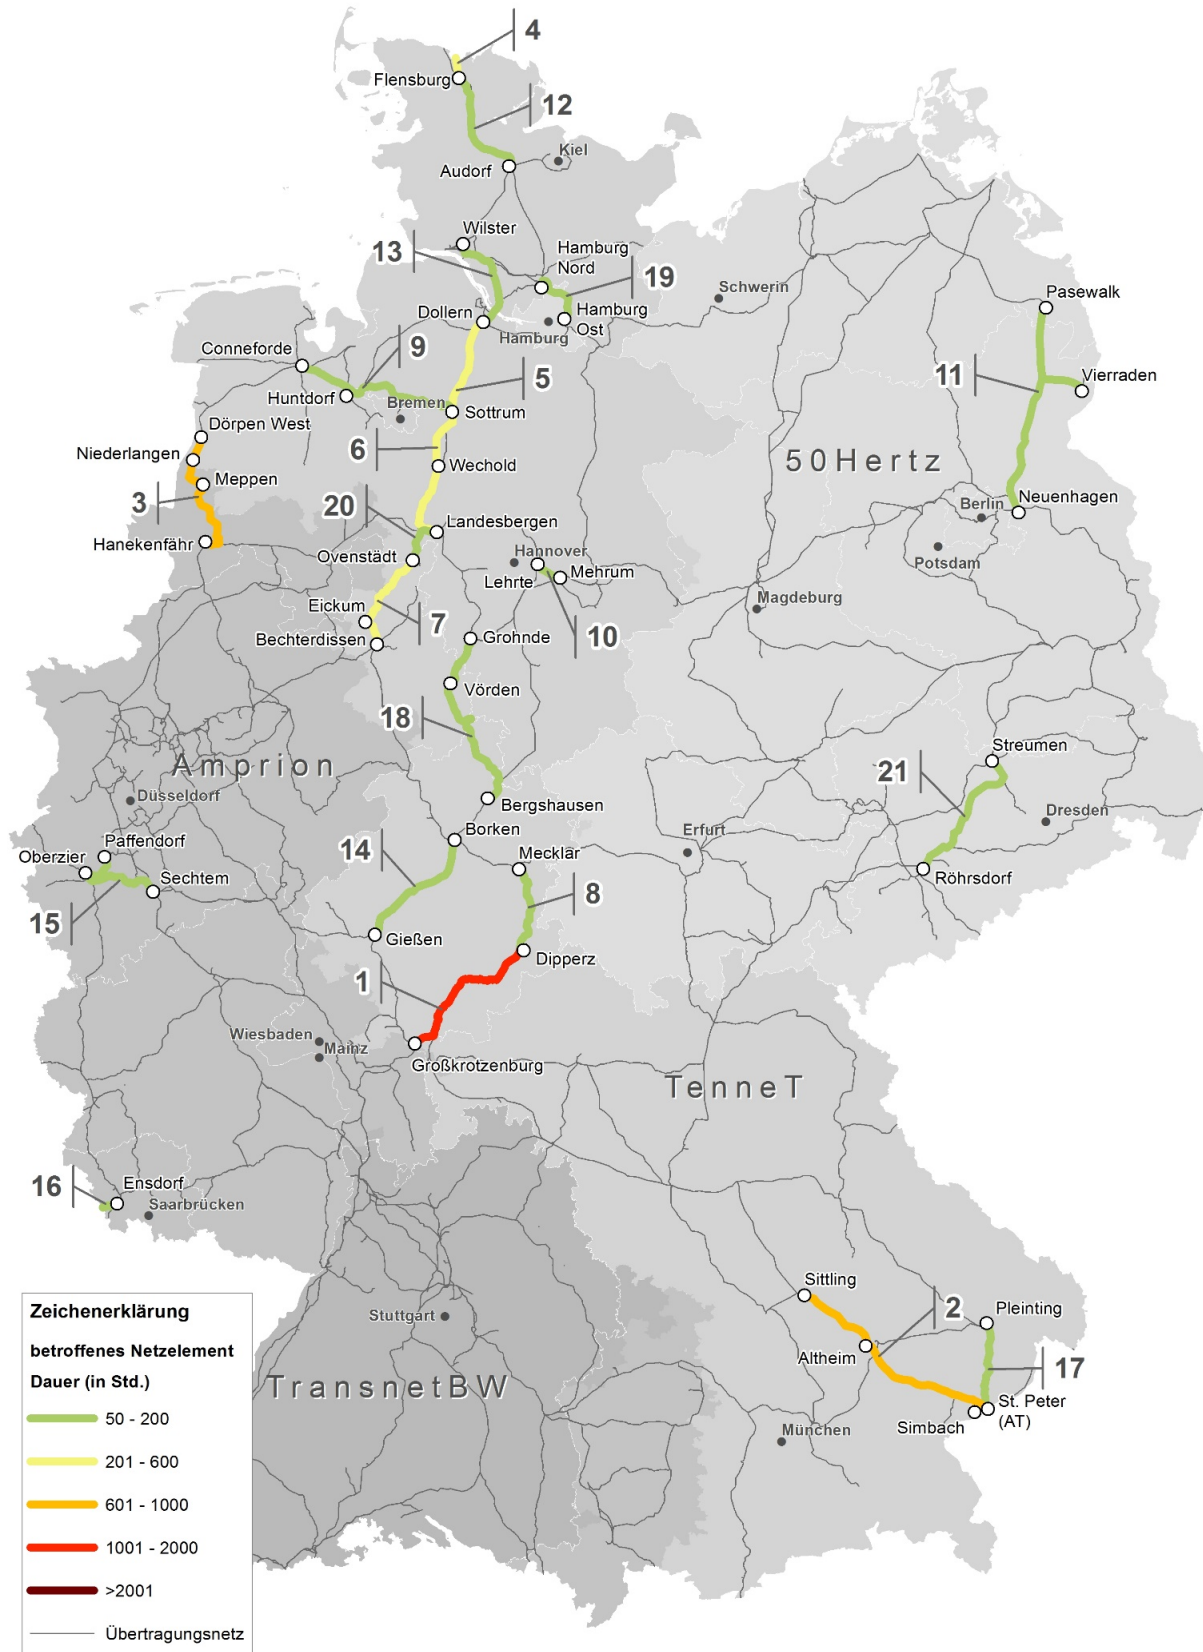 4
Flensburg
12
Kiel
Audorf
Wilster
13
Hamburg
Nord
19
Schwerin
Pasewalk
Dollern
Hamburg
Hamburg
Ost
Conneforde
9
5
11
Vierraden
Huntdorf
Bremen
Sottrum
Dörpen West
6
Niederlangen
Wechold
50Hertz
Meppen
3
20
Landesbergen
Berlin
Neuenhagen
Hanekenfähr
Ovenstädt
Hannover
Lehrte
Mehrum
Potsdam
Eickum
7
10
Magdeburg
Bechterdissen
Grohnde
Vörden
18
Streumen
Amprion
21
Düsseldorf
Bergshausen
Dresden
Borken
Erfurt
Paffendorf
14
Oberzier
Mecklar
Röhrsdorf
Sechtem
8
15
Gießen
Dipperz
1
Wiesbaden
Mainz
Großkrotzenburg
TenneT
16
Ensdorf
Saarbrücken
Sittling
2
Pleinting
Stuttgart
Altheim
17
TransnetBW
St. Peter
(AT)
Simbach
München
Zeichenerklärung
betroffenes Netzelement
Dauer (in Std.)
50 - 200
201 - 600
601 - 1000
1001 - 2000
>2001
Übertragungsnetz